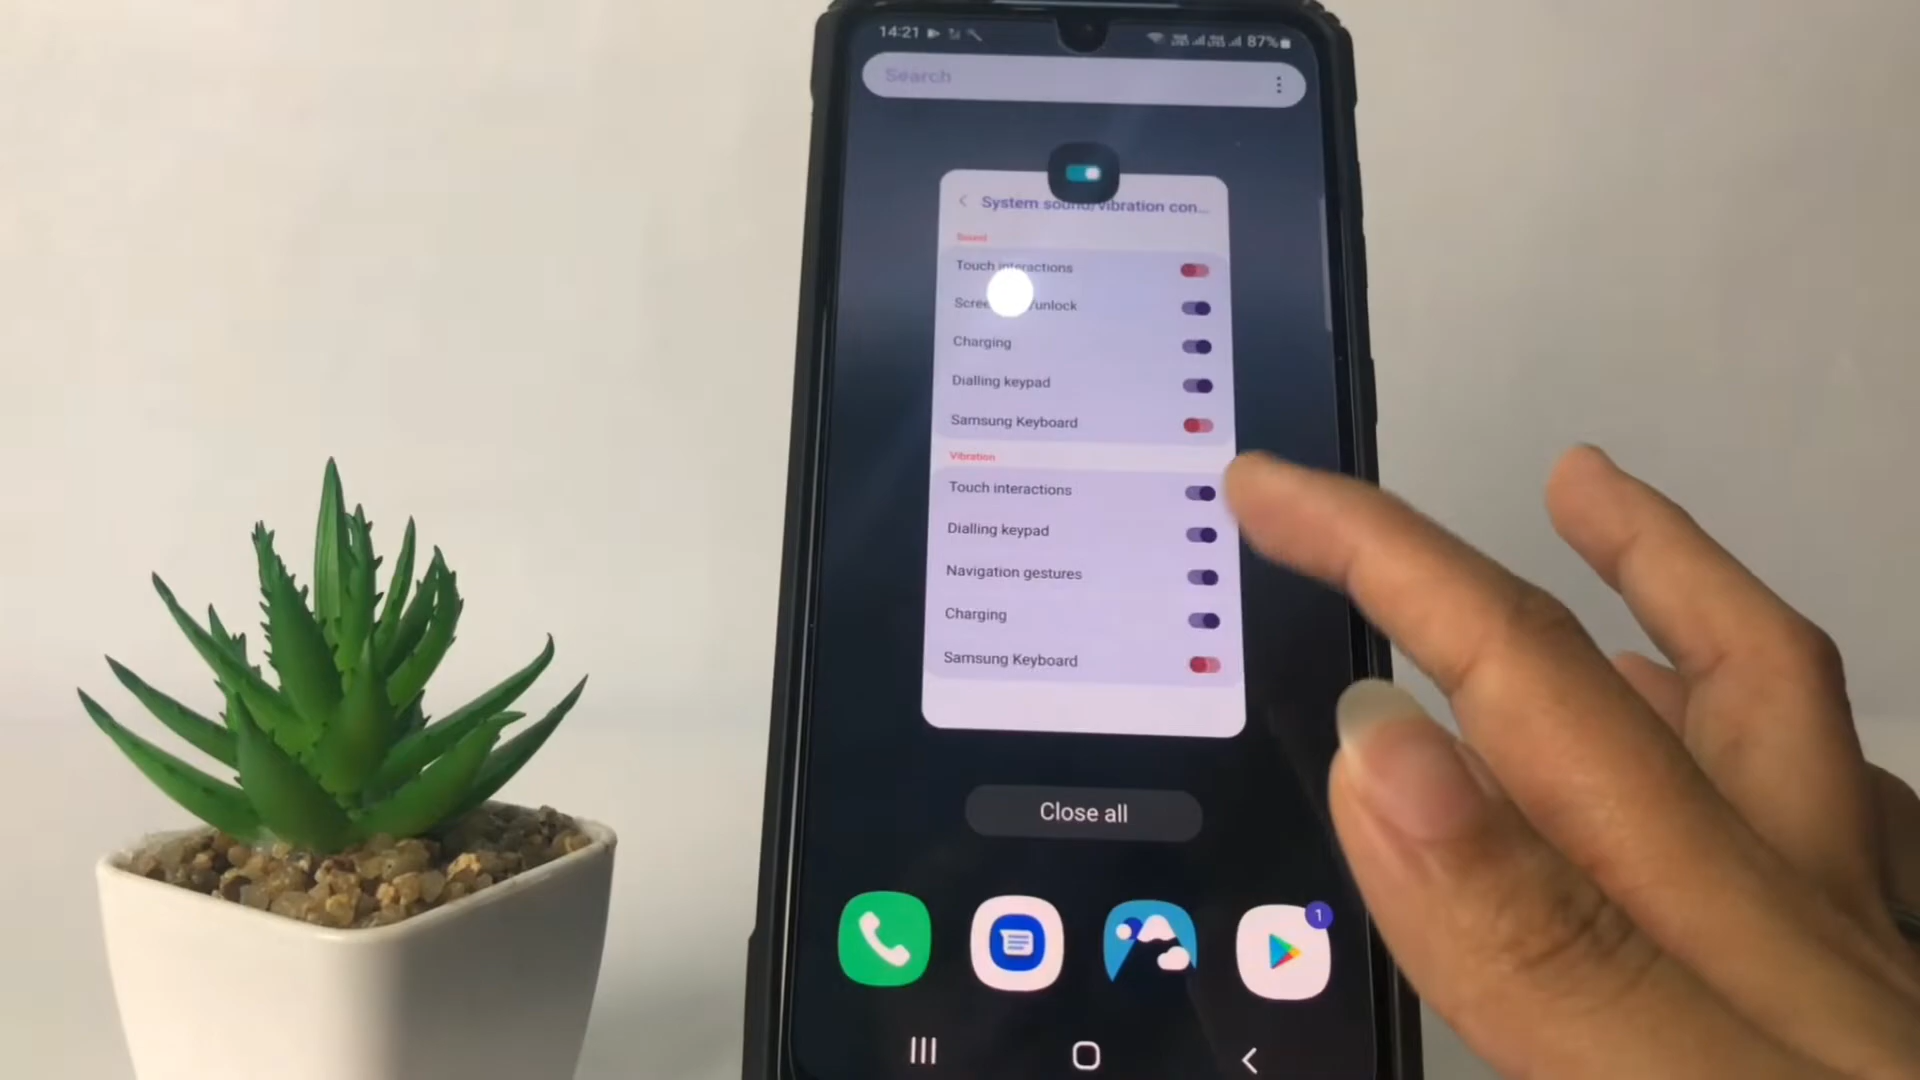 14:21
87%
Search
System sound/vibration con...
Sound
Touch interactions
/unlock
Charging
Dialling keypad
Samsung Keyboard
Vibration
Touch interactions
Dialling keypad
Navigation gestures
Charging
Samsung Keyboard
Close all
1